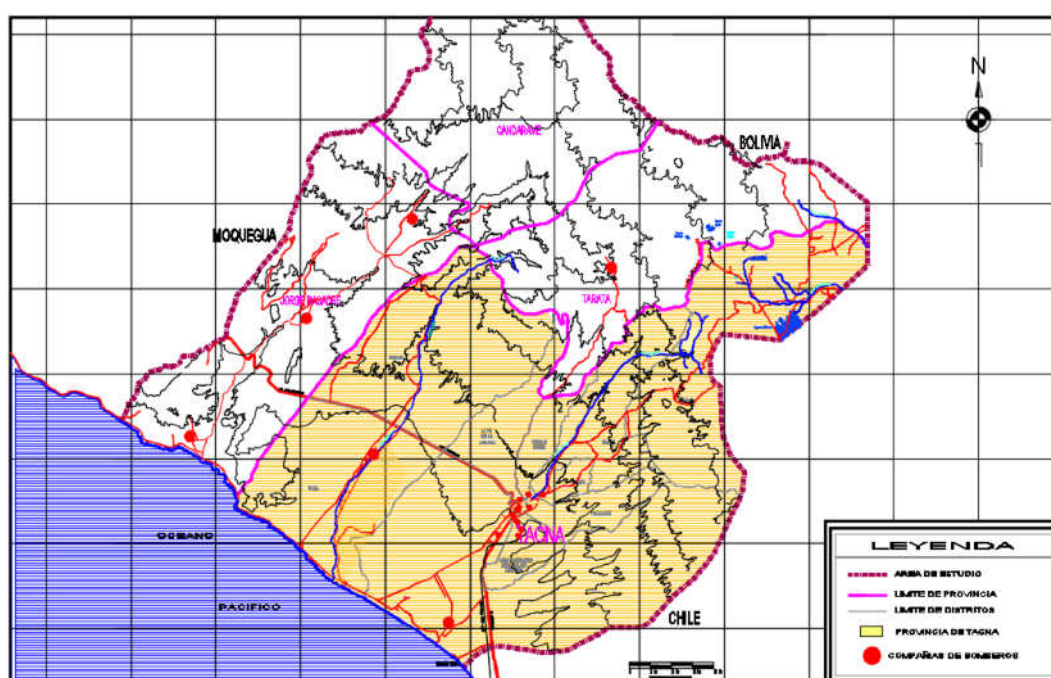 CANDARAVE
BOLIVIA
N
MOQUEGUA
JORGE BASADRE
TARATA
TACNA
OCEANO
PACIFICO
CHILE
LEYENDA
AREA DE ESTUDIO
LIMITE DE PROVINCIA
LIMITE DE DISTRITOS
PROVINCIA DE TACNA
COMPAÑIAS DE BOMBEROS